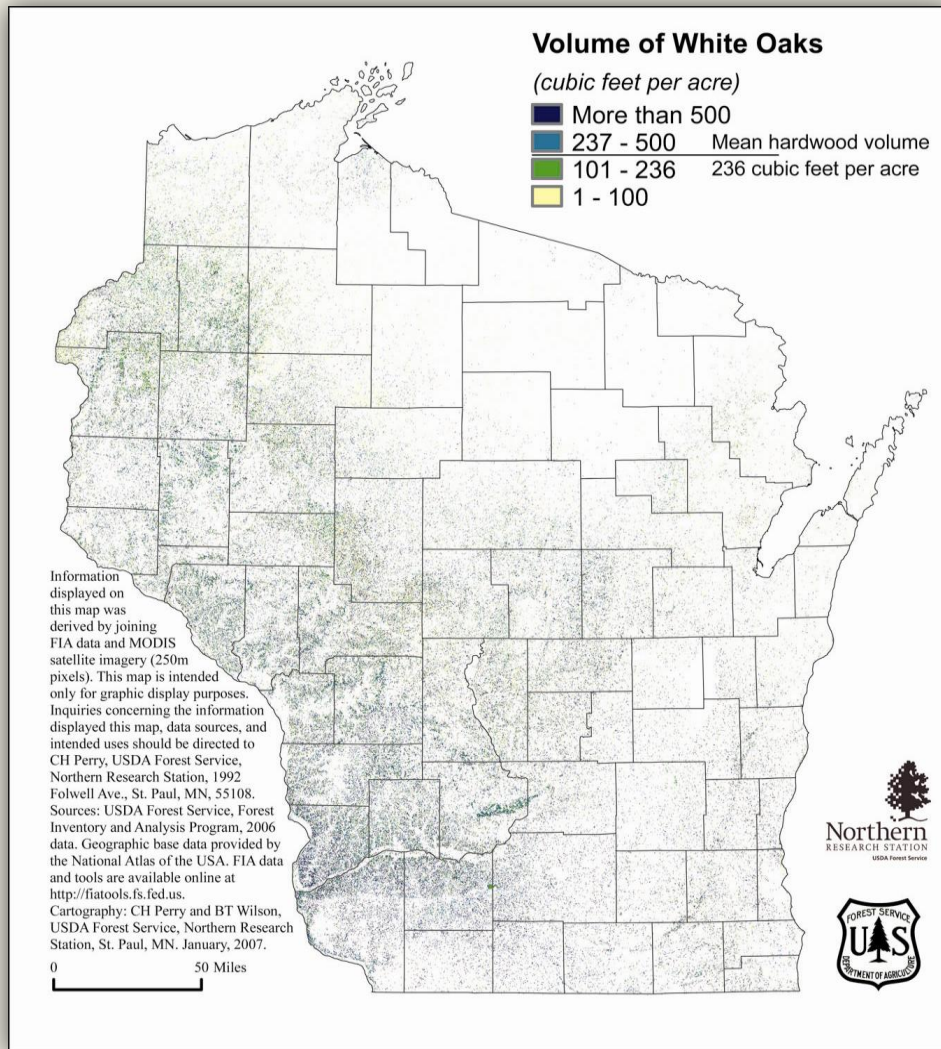 Volume of White Oaks
(cubic feet per acre)
More than 500
237 - 500 Mean hardwood volume
101 - 236 236 cubic feet per acre
1 - 100
Information
displayed on
this map was
derived by joining
FIA data and MODIS
satellite imagery (250m
pixels). This map is intended
only for graphic display purposes.
Inquiries concerning the information
displayed this map, data sources, and
intended uses should be directed to
CH Perry, USDA Forest Service,
Northern Research Station, 1992
Folwell Ave., St. Paul, MN, 55108.
Sources: USDA Forest Service, Forest
Inventory and Analysis Program, 2006
data. Geographic base data provided by
the National Atlas of the USA. FIA data
and tools are available online at
http://fiatools.fs.fed.us.
Cartography: CH Perry and BT Wilson,
USDA Forest Service, Northern Research
Station, St. Paul, MN. January, 2007.
0 50 Miles
Northern
RESEARCH STATION
USDA Forest Service
FOREST SERVICE
U S
DEPARTMENT OF AGRICULTURE